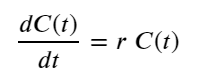 dC(t)/dt = r C(t)